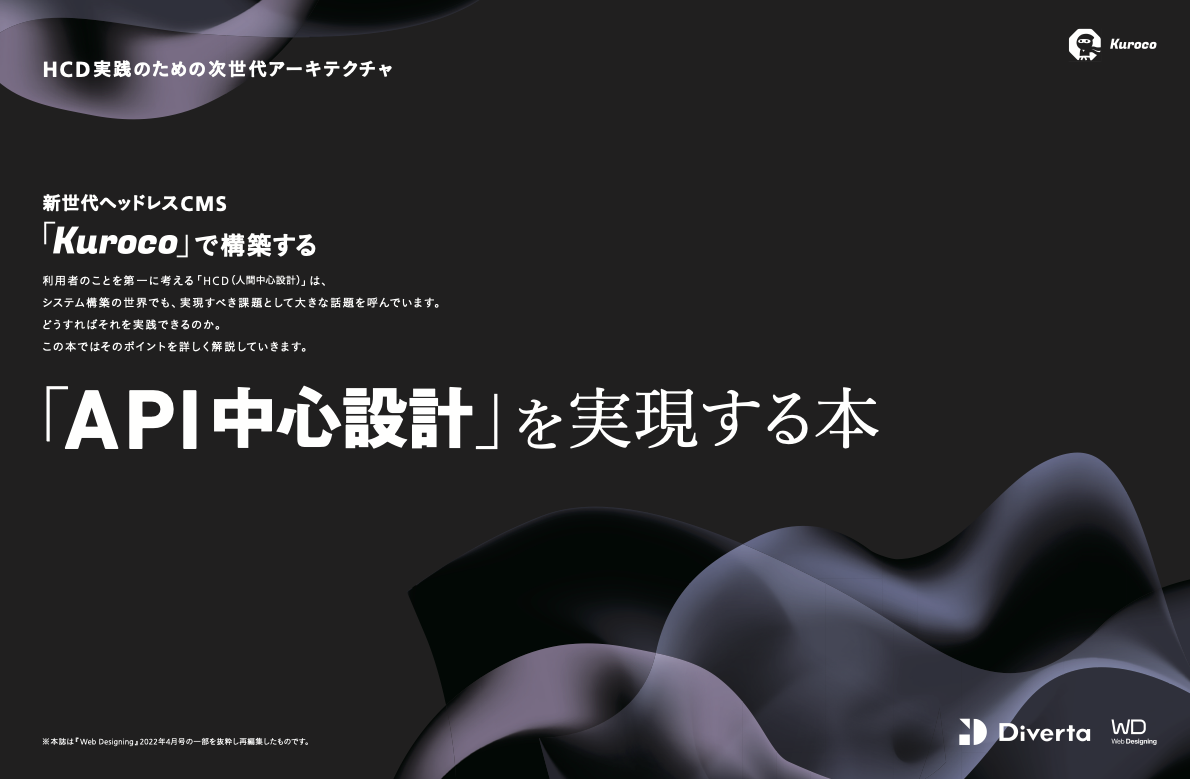 HCD実践のための次世代アーキテクチャ
Kuroco
新世代ヘッドレスCMS
「Kuroco」で構築する
利用者のことを第一に考える「HCD（人間中心設計）」は、
システム構築の世界でも、実現すべき課題として大きな話題を呼んでいます。
どうすればそれを実践できるのか。
この本ではそのポイントを詳しく解説していきます。
「API中心設計」を実現する本
※本誌は『Web Designing』2022年4月号の一部を抜粋し再編集したものです。
Diverta
WD
Web Designing